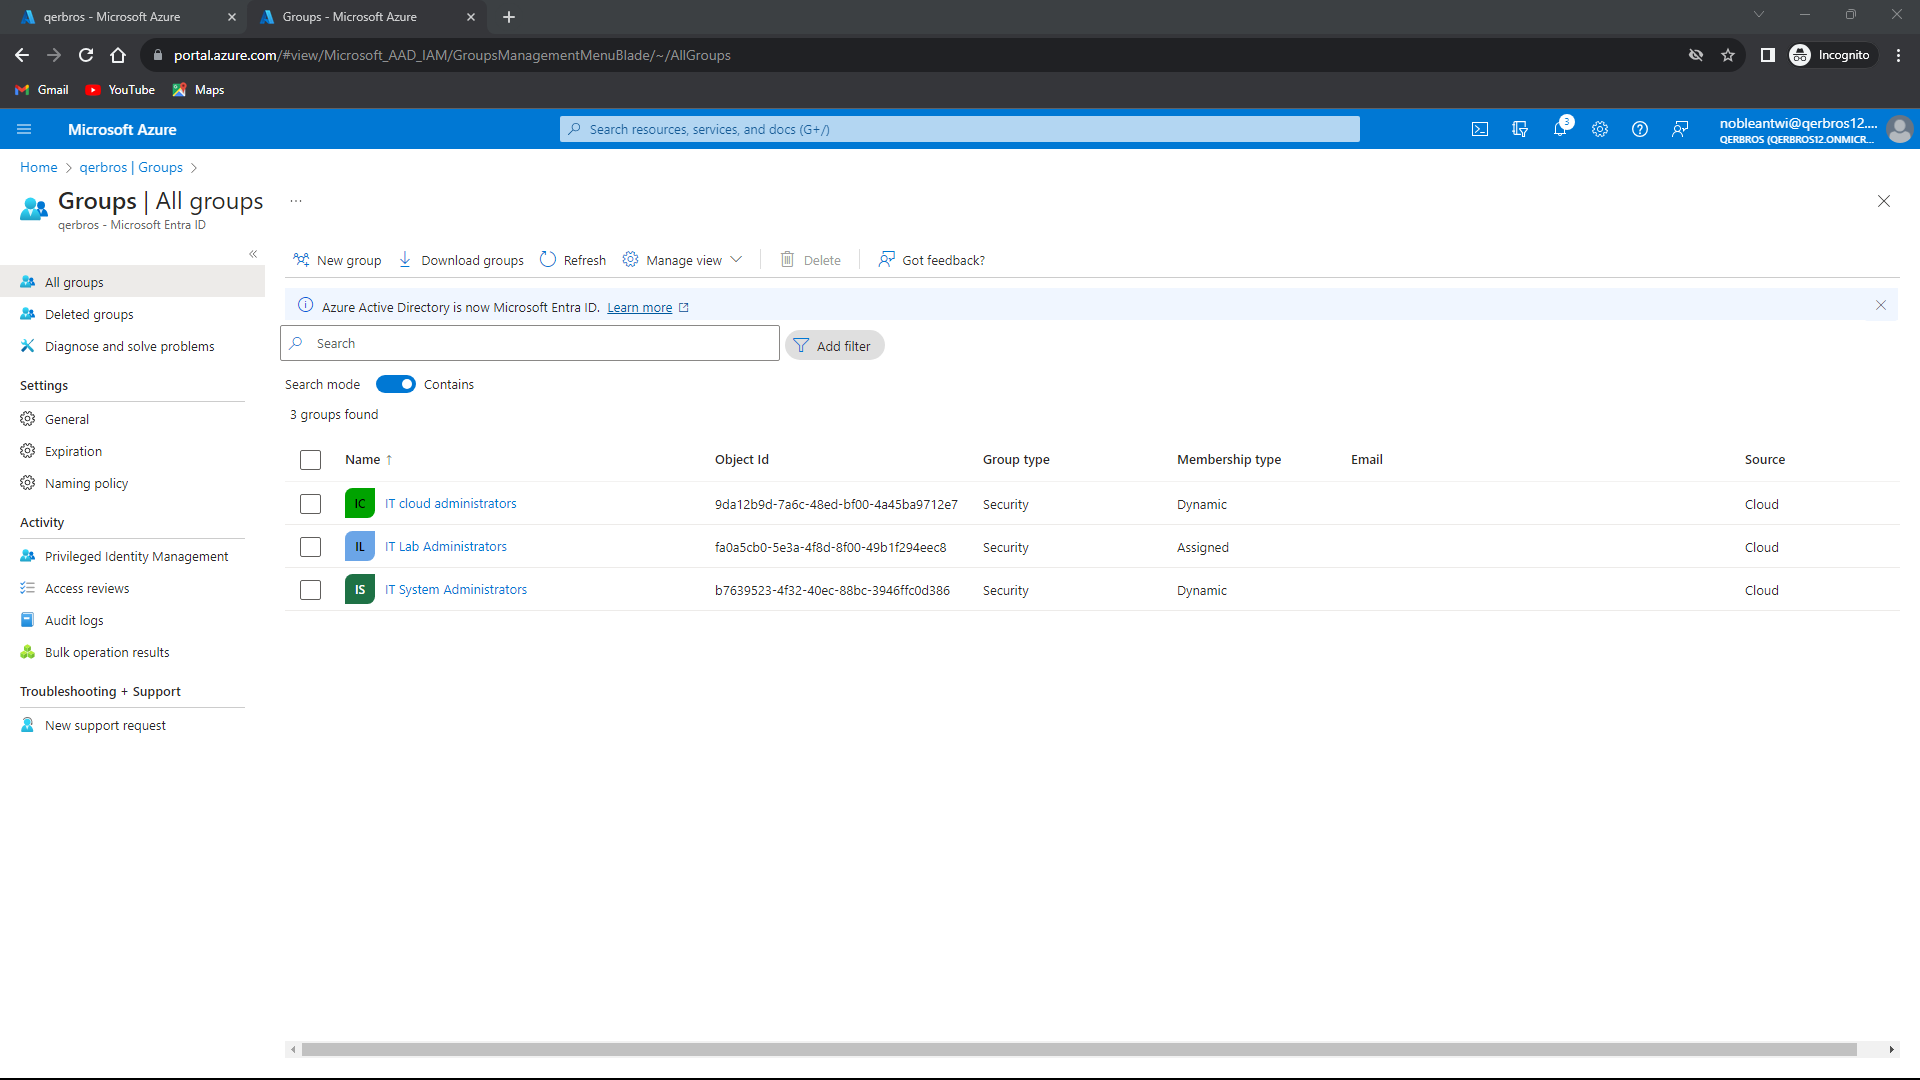 qerbros - Microsoft Azure
Groups - Microsoft Azure
portal.azure.com/#view/Microsoft_AAD_IAM/GroupsManagementMenuBlade/~/AllGroups
Incognito
Gmail
YouTube
Maps
Microsoft Azure
Search resources, services, and docs (G+/)
3
nobleantwi@qerbros12....
QERBROS (QERBROS12.ONMICR...
Home > qerbros | Groups >
Groups | All groups
...
qerbros - Microsoft Entra ID
«
All groups
Deleted groups
Diagnose and solve problems
Settings
General
Expiration
Naming policy
Activity
Privileged Identity Management
Access reviews
Audit logs
Bulk operation results
Troubleshooting + Support
New support request
New group
Download groups
Refresh
Manage view
Delete
Got feedback?
Azure Active Directory is now Microsoft Entra ID. Learn more
Search
Add filter
Search mode
Contains
3 groups found
Name ↑ Object Id Group type Membership type Email Source
IC IT cloud administrators 9da12b9d-7a6c-48ed-bf00-4a45ba9712e7 Security Dynamic Cloud
IL IT Lab Administrators fa0a5cb0-5e3a-4f8d-8f00-49b1f294eec8 Security Assigned Cloud
IS IT System Administrators b7639523-4f32-40ec-88bc-3946ffc0d386 Security Dynamic Cloud